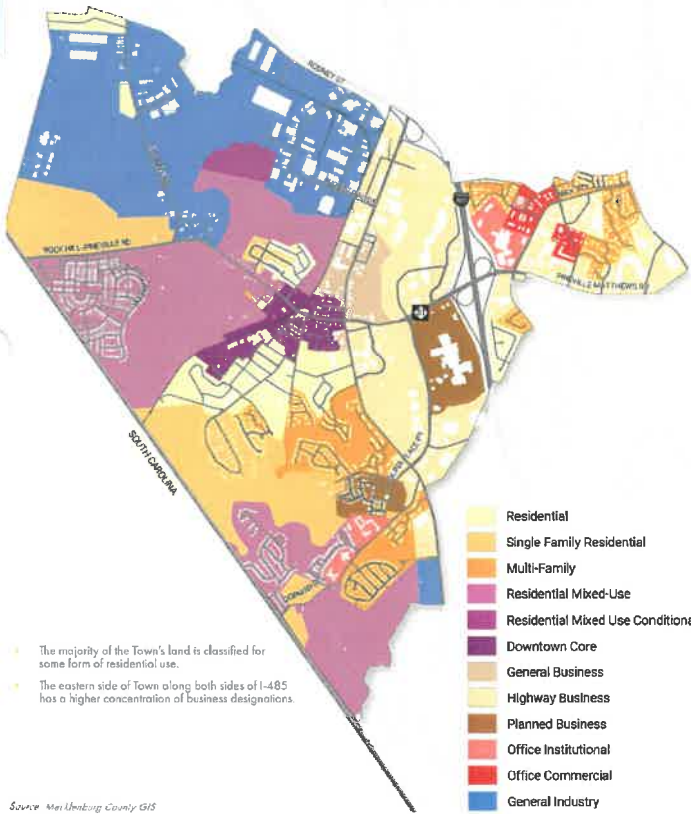 RODNEY ST
ROCK HILL-PINEVILLE RD
PINEVILLE MATTHEWS RD
SOUTH CAROLINA
Residential
Single Family Residential
Multi-Family
Residential Mixed-Use
Residential Mixed Use Conditiona
Downtown Core
General Business
Highway Business
Planned Business
Office Institutional
Office Commercial
General Industry
The majority of the Town's land is classified for
some form of residential use.
The eastern side of Town along both sides of I-485
has a higher concentration of business designations.
Source: Mecklenburg County GIS